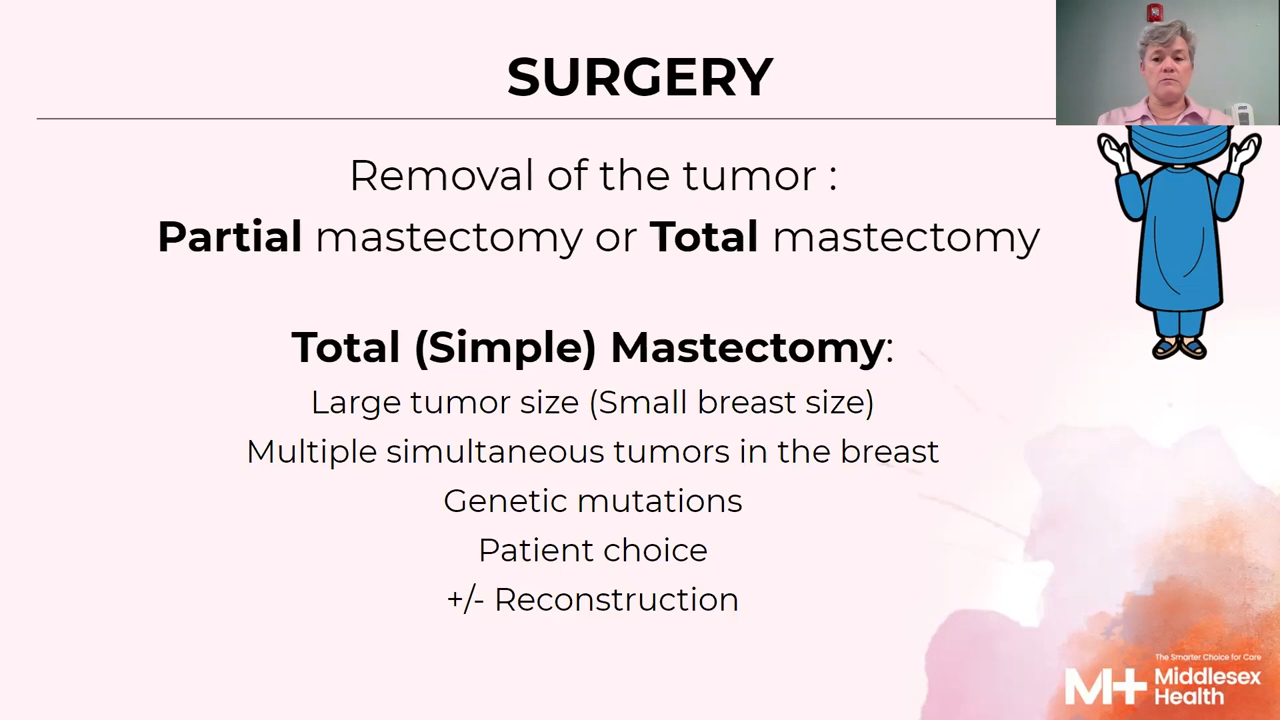 SURGERY
Removal of the tumor :
Partial mastectomy or Total mastectomy
Total (Simple) Mastectomy:
Large tumor size (Small breast size)
Multiple simultaneous tumors in the breast
Genetic mutations
Patient choice
+/- Reconstruction
The Smarter Choice for Care
M+ Middlesex
Health